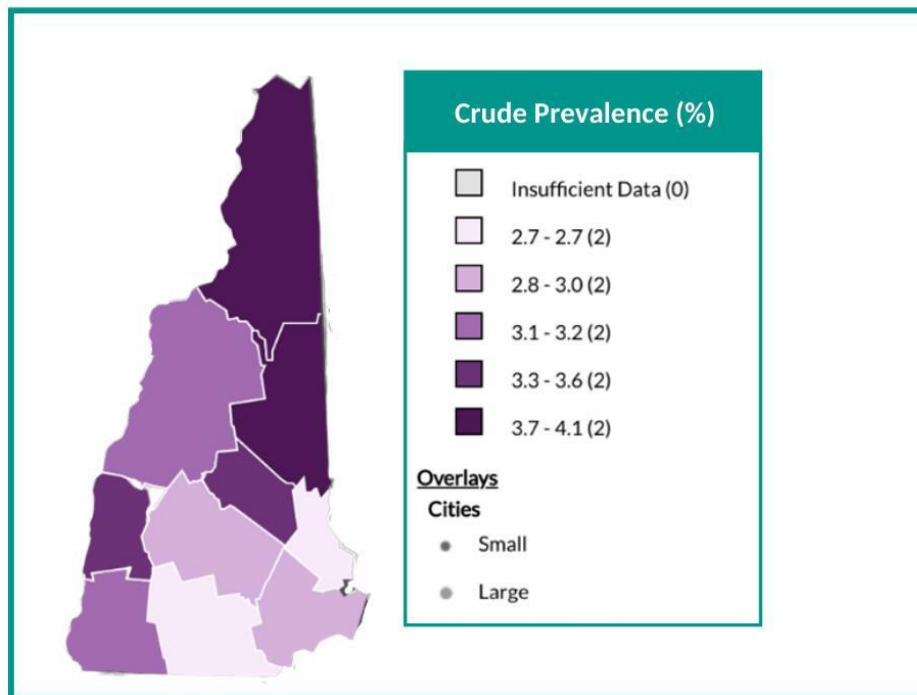 Crude Prevalence (%)
Insufficient Data (0)
2.7 - 2.7 (2)
2.8 - 3.0 (2)
3.1 - 3.2 (2)
3.3 - 3.6 (2)
3.7 - 4.1 (2)
Overlays
Cities
Small
Large